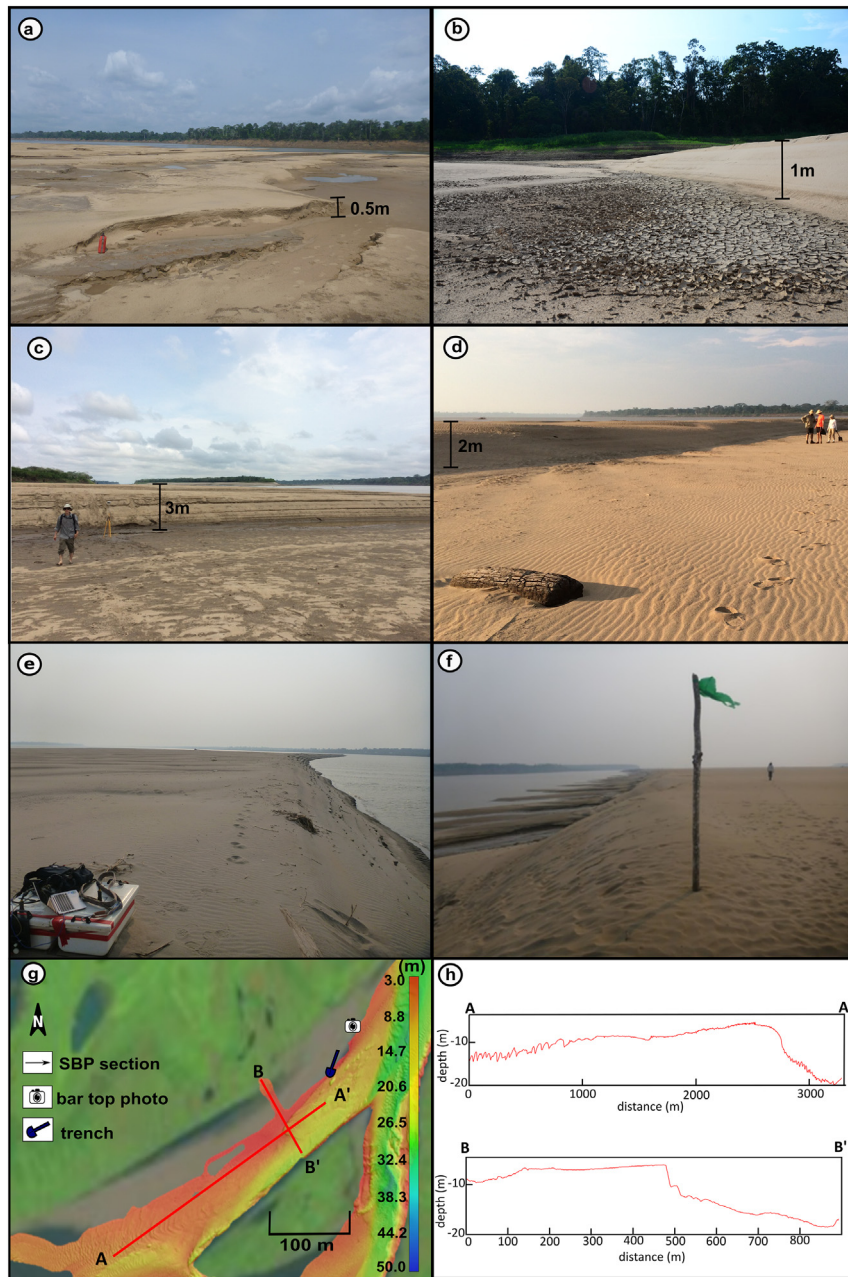 a
b
0.5m
1m
c
d
3m
2m
e
f
g
(m)
3.0
8.8
14.7
20.6
26.5
32.4
38.3
44.2
50.0
N
SBP section
bar top photo
trench
B
A'
B'
A
100 m
h
A
A
depth (m)
-10
-20
0
1000
2000
3000
distance (m)
B
B'
depth (m)
-10
-20
0
100
200
300
400
500
600
700
800
distance (m)